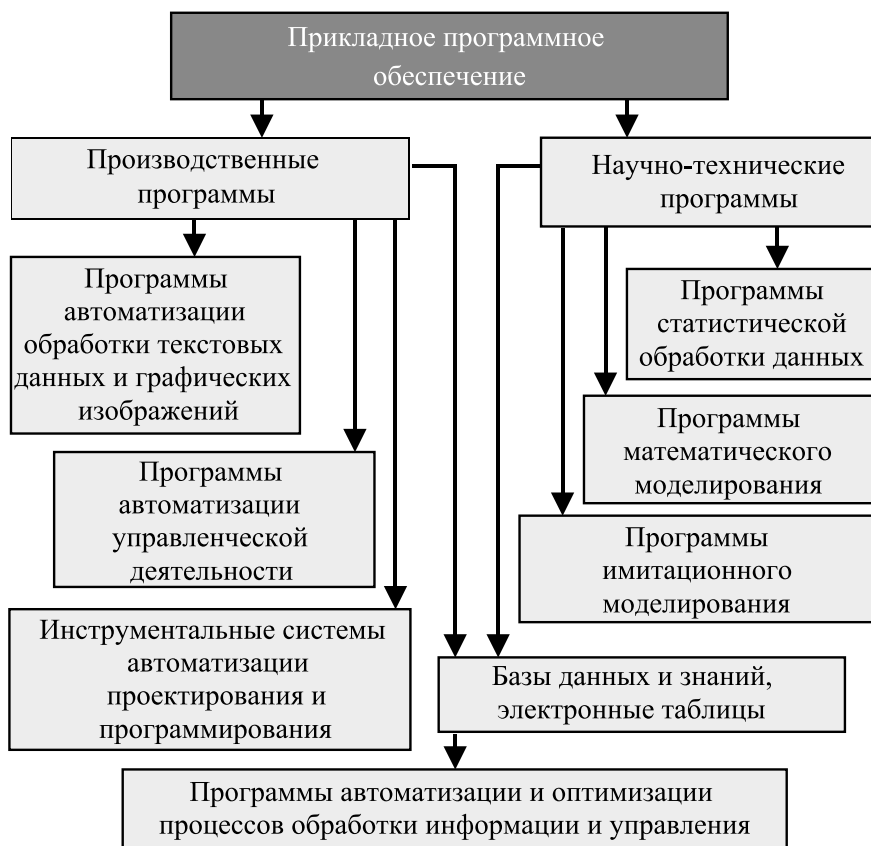 Прикладное программное
обеспечение
Производственные
программы
Научно-технические
программы
Программы
автоматизации
обработки текстовых
данных и графических
изображений
Программы
статистической
обработки данных
Программы
математического
моделирования
Программы
автоматизации
управленческой
деятельности
Программы
имитационного
моделирования
Инструментальные системы
автоматизации
проектирования и
программирования
Базы данных и знаний,
электронные таблицы
Программы автоматизации и оптимизации
процессов обработки информации и управления